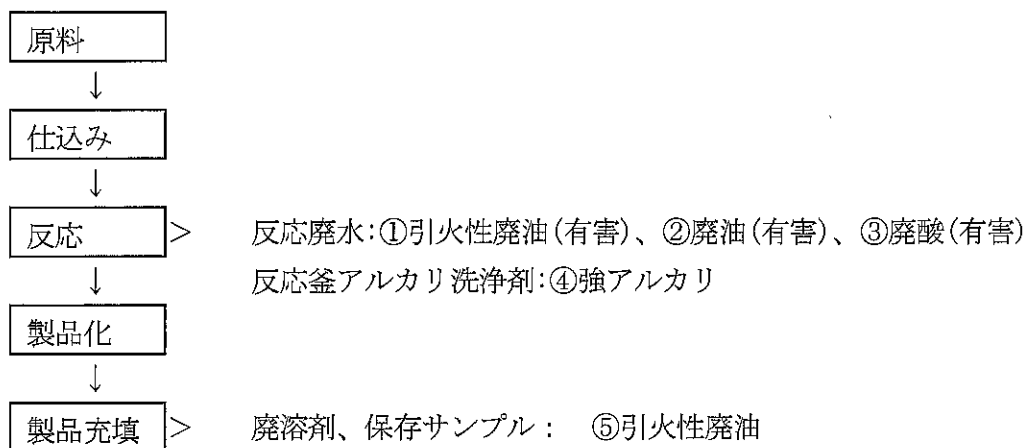 原料
↓
仕込み
↓
反応 > 反応廃水:①引火性廃油(有害)、②廃油(有害)、③廃酸(有害)
↓ 反応釜アルカリ洗浄剤:④強アルカリ
製品化
↓
製品充填 > 廃溶剤、保存サンプル: ⑤引火性廃油